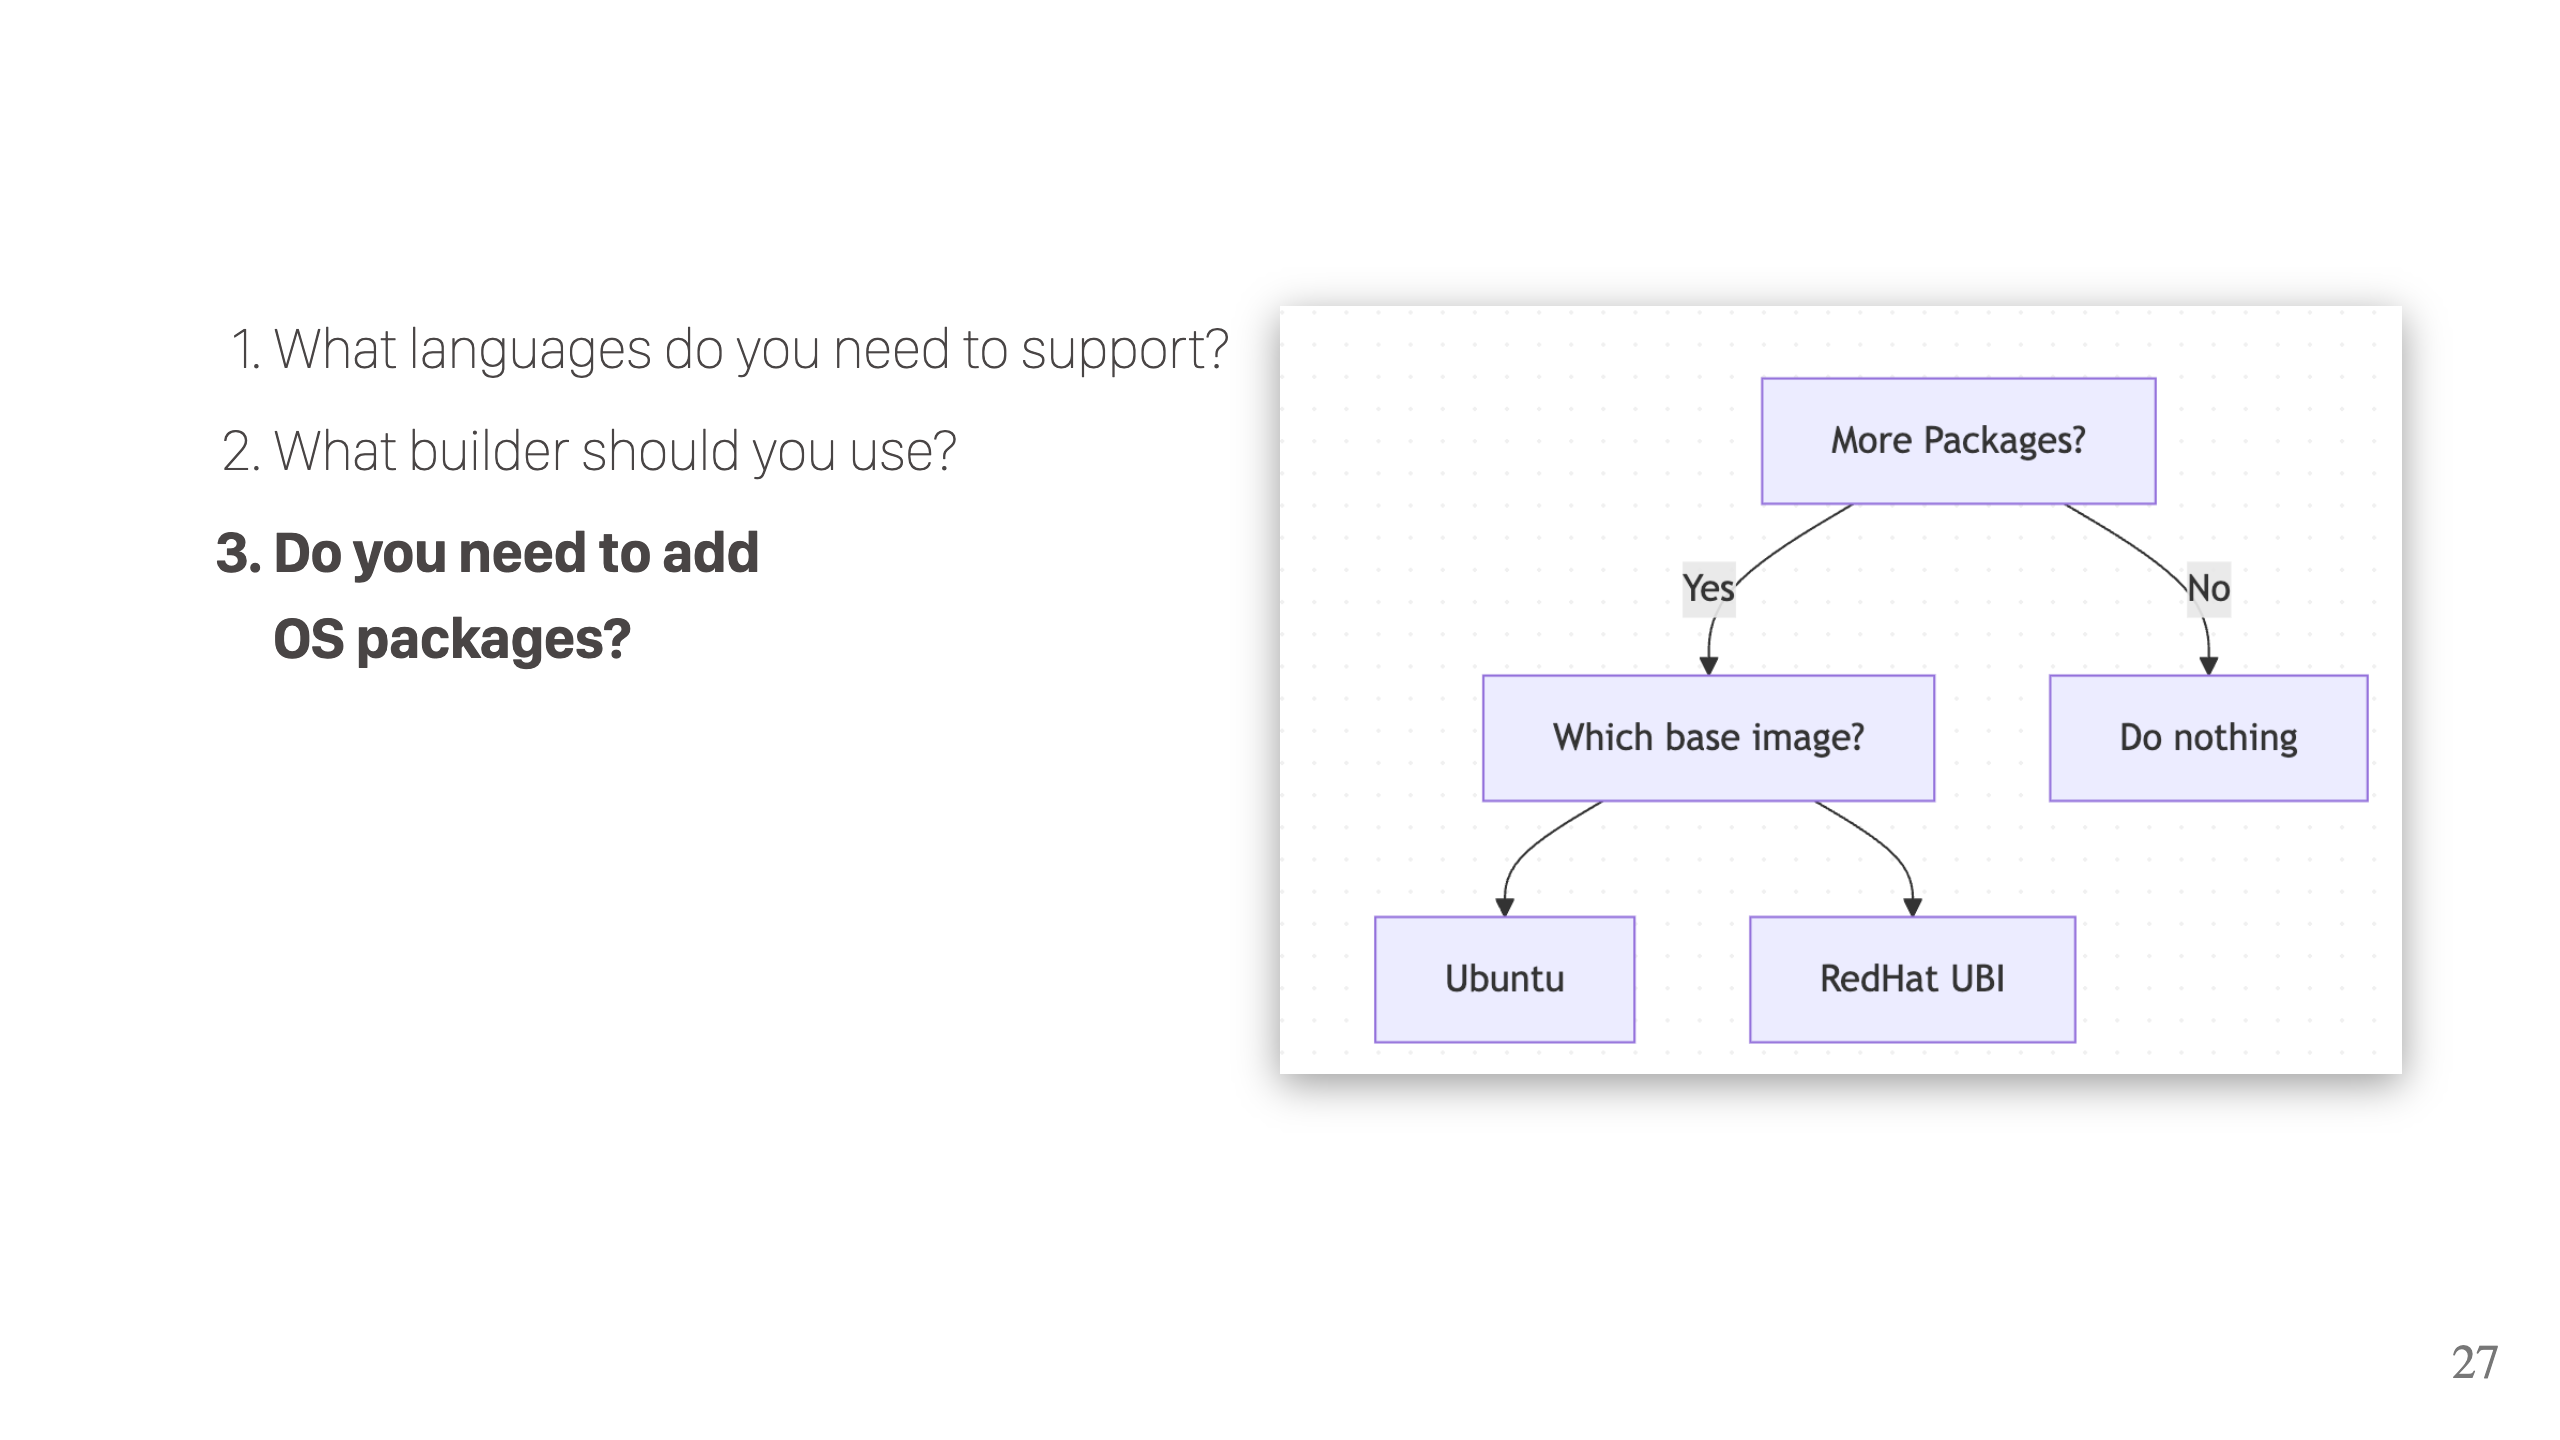 1. What languages do you need to support?
2. What builder should you use?
3. Do you need to add
OS packages?
More Packages?
Yes
No
Which base image?
Do nothing
Ubuntu
RedHat UBI
27